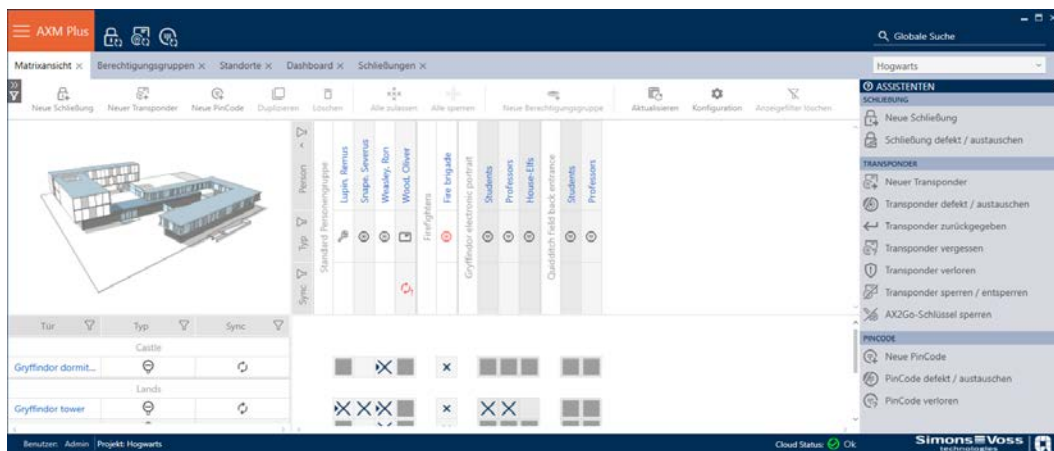 AXM Plus
Globale Suche
Matrixansicht × Berechtigungsgruppen × Standorte × Dashboard × Schließungen ×
Hogwarts
Neue Schließung Neuer Transponder Neue PinCode Duplizieren Löschen Alle zulassen Alle sperren Neue Berechtigungsgruppe Aktualisieren Konfiguration Anzeigefilter löschen
ASSISTENTEN
SCHLIEßUNG
Neue Schließung
Schließung defekt / austauschen
TRANSPONDER
Neuer Transponder
Transponder defekt / austauschen
Transponder zurückgegeben
Transponder vergessen
Transponder verloren
Transponder sperren / entsperren
AX2Go-Schlüssel sperren
PINCODE
Neue PinCode
PinCode defekt / austauschen
PinCode verloren
Person
Typ
Sync
Standard Personengruppe
Lupin, Remus
Snape, Severus
Weasley, Ron
Wood, Oliver
Firefighters
Fire brigade
Gryffindor electronic portrait
Students
Professors
House-Elfs
Quidditch field back entrance
Students
Professors
Tür Typ Sync
Castle
Gryffindor dormit...
Lands
Gryffindor tower
Benutzer: Admin Projekt: Hogwarts
Cloud Status: Ok
Simons Voss
technologies